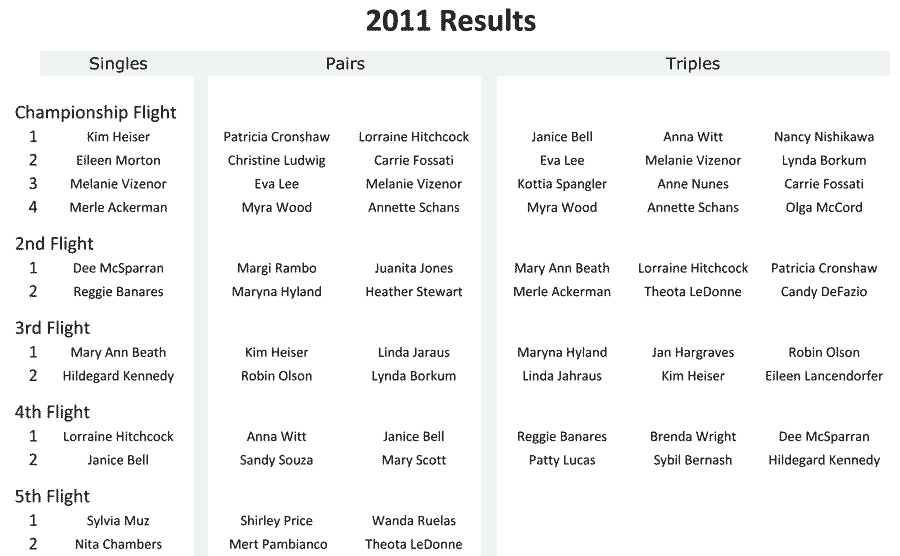 2011 Results
Singles Pairs Triples
Championship Flight
1 Kim Heiser Patricia Cronshaw Lorraine Hitchcock Janice Bell Anna Witt Nancy Nishikawa
2 Eileen Morton Christine Ludwig Carrie Fossati Eva Lee Melanie Vizenor Lynda Borkum
3 Melanie Vizenor Eva Lee Melanie Vizenor Kottia Spangler Anne Nunes Carrie Fossati
4 Merle Ackerman Myra Wood Annette Schans Myra Wood Annette Schans Olga McCord
2nd Flight
1 Dee McSparran Margi Rambo Juanita Jones Mary Ann Beath Lorraine Hitchcock Patricia Cronshaw
2 Reggie Banares Maryna Hyland Heather Stewart Merle Ackerman Theota LeDonne Candy DeFazio
3rd Flight
1 Mary Ann Beath Kim Heiser Linda Jaraus Maryna Hyland Jan Hargraves Robin Olson
2 Hildegard Kennedy Robin Olson Lynda Borkum Linda Jahraus Kim Heiser Eileen Lancendorfer
4th Flight
1 Lorraine Hitchcock Anna Witt Janice Bell Reggie Banares Brenda Wright Dee McSparran
2 Janice Bell Sandy Souza Mary Scott Patty Lucas Sybil Bernash Hildegard Kennedy
5th Flight
1 Sylvia Muz Shirley Price Wanda Ruelas
2 Nita Chambers Mert Pambianco Theota LeDonne